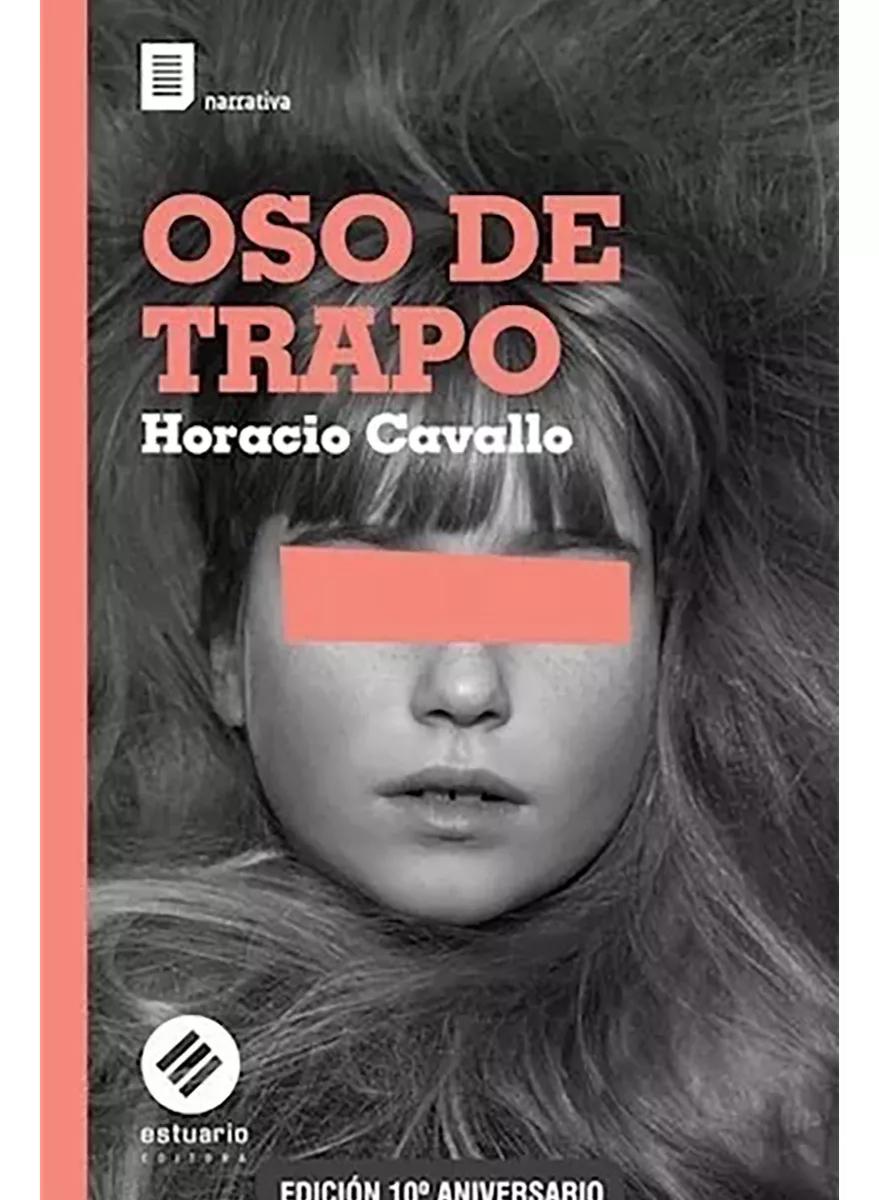 narrativa
OSO DE
TRAPO
Horacio Cavallo
estuario
EDITORA
EDICIÓN 10º ANIVERSARIO